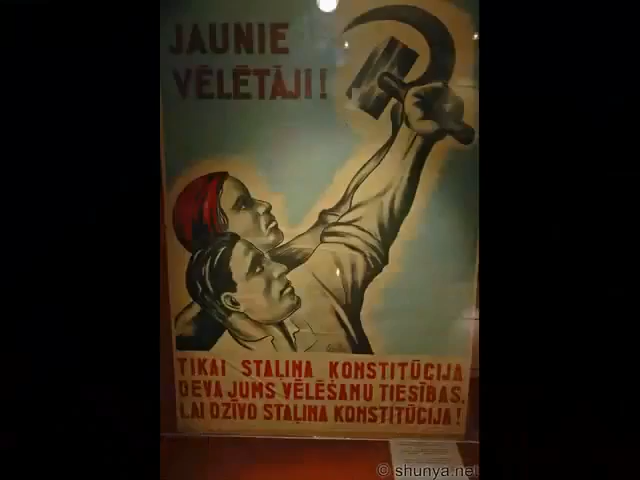 JAUNIE
VĒLĒTĀJI!
TIKAI STAĻINA KONSTITŪCIJA
DEVA JUMS VĒLĒŠANU TIESĪBAS.
LAI DZĪVO STAĻINA KONSTITŪCIJA!
© shunya.net